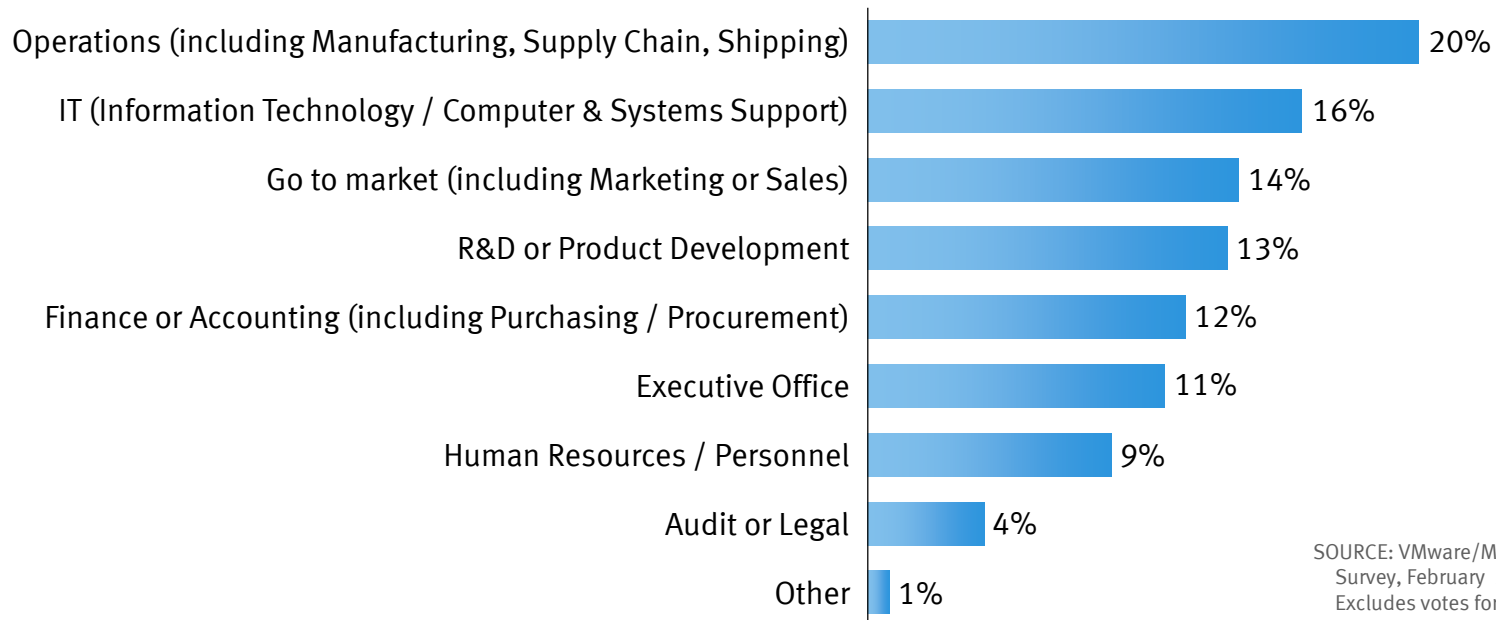 Operations (including Manufacturing, Supply Chain, Shipping) 20%
IT (Information Technology / Computer & Systems Support) 16%
Go to market (including Marketing or Sales) 14%
R&D or Product Development 13%
Finance or Accounting (including Purchasing / Procurement) 12%
Executive Office 11%
Human Resources / Personnel 9%
Audit or Legal 4%
Other 1%
SOURCE: VMware/M
Survey, February
Excludes votes for